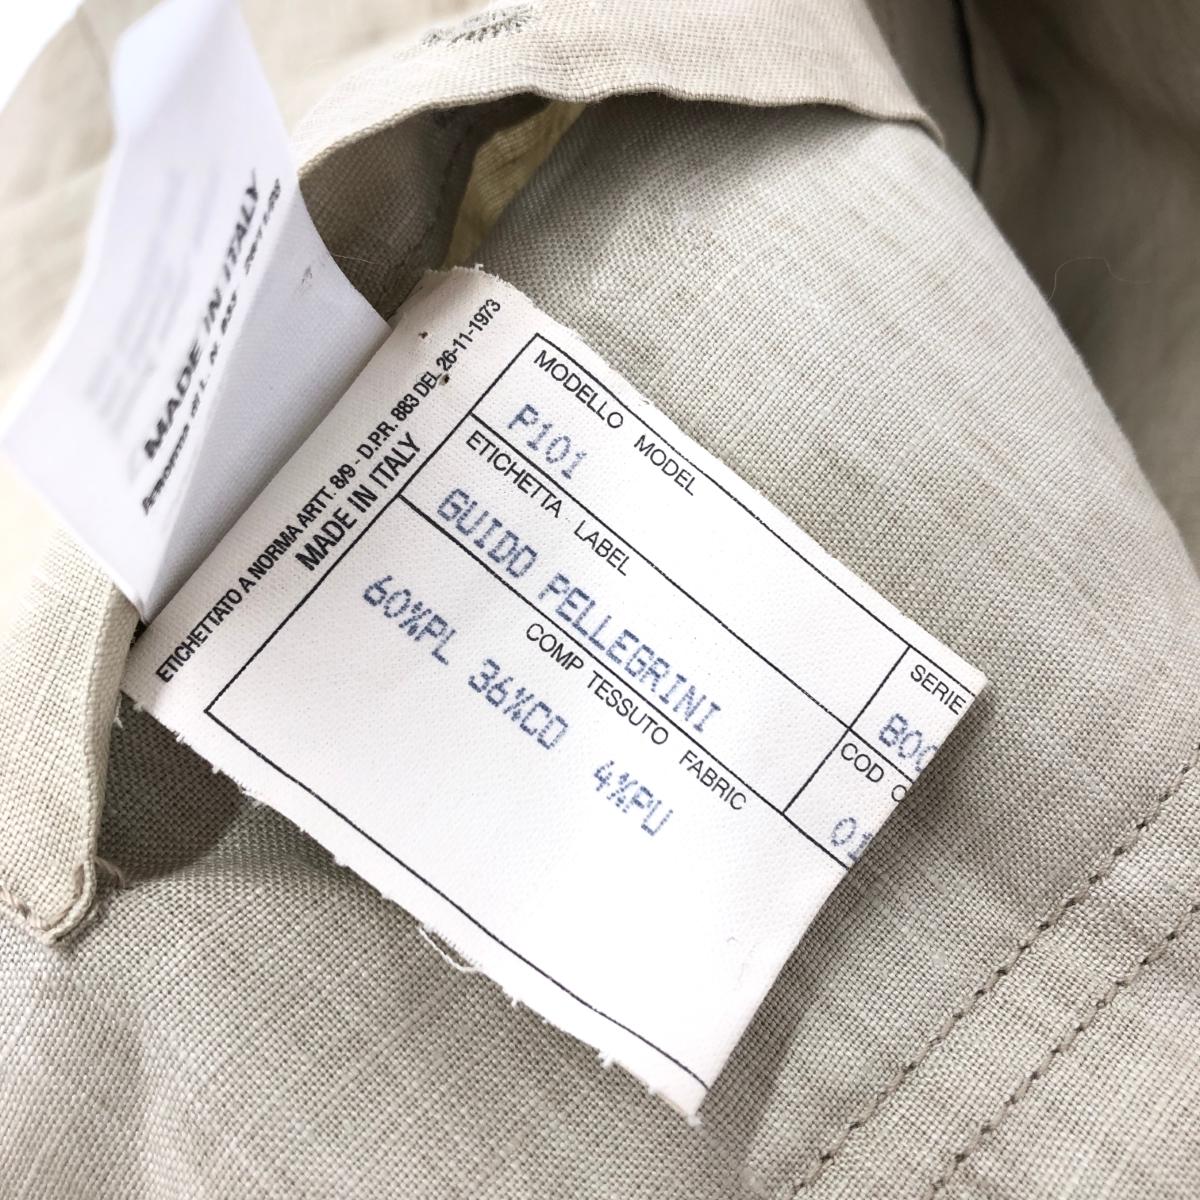 MADE IN ITALY
ETICHETTATO A NORMA ARTT. 8/9 - D.P.R. 883 DEL 26-11-1973
MADE IN ITALY
MODELLO MODEL
P101
ETICHETTA LABEL
GUIDO PELLEGRINI
SERIE
COMP TESSUTO FABRIC
COD
60%PL 36%CO 4%PU